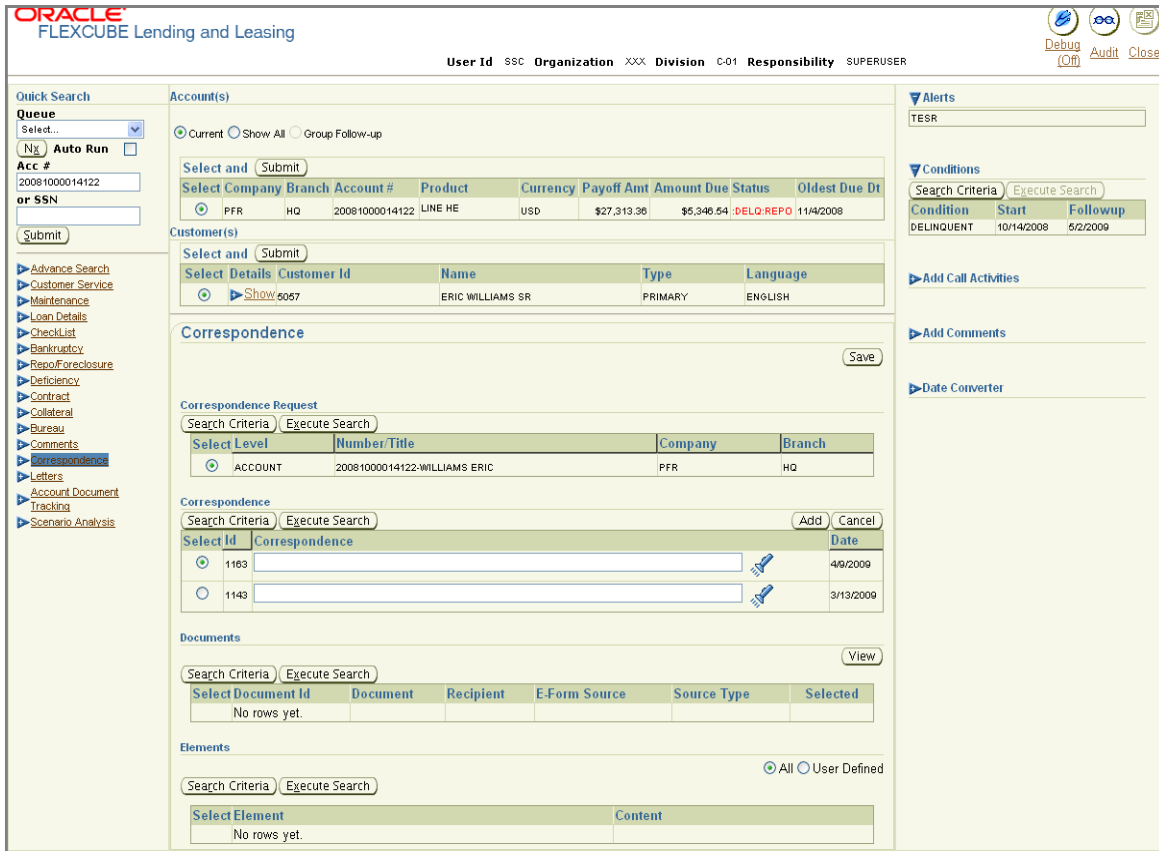 ORACLE
FLEXCUBE Lending and Leasing
Debug (Off) Audit Close
User Id SSC Organization XXX Division C-01 Responsibility SUPERUSER
Quick Search
Queue
Select...
Nx Auto Run
Acc #
20081000014122
or SSN
Submit
Advance Search
Customer Service
Maintenance
Loan Details
CheckList
Bankruptcy
Repo/Foreclosure
Deficiency
Contract
Collateral
Bureau
Comments
Correspondence
Letters
Account Document
Tracking
Scenario Analysis
Account(s)
Current Show All Group Follow-up
Select and Submit
Select Company Branch Account # Product Currency Payoff Amt Amount Due Status Oldest Due Dt
PFR HQ 20081000014122 LINE HE USD $27,313.36 $5,346.54 :DELQ:REPO 11/4/2008
Customer(s)
Select and Submit
Select Details Customer Id Name Type Language
Show 5057 ERIC WILLIAMS SR PRIMARY ENGLISH
Correspondence
Save
Correspondence Request
Search Criteria Execute Search
Select Level Number/Title Company Branch
ACCOUNT 20081000014122-WILLIAMS ERIC PFR HQ
Correspondence
Search Criteria Execute Search Add Cancel
Select Id Correspondence Date
1163 4/9/2009
1143 3/13/2009
Documents
View
Search Criteria Execute Search
Select Document Id Document Recipient E-Form Source Source Type Selected
No rows yet.
Elements
All User Defined
Search Criteria Execute Search
Select Element Content
No rows yet.
Alerts
TESR
Conditions
Search Criteria Execute Search
Condition Start Followup
DELINQUENT 10/14/2008 5/2/2009
Add Call Activities
Add Comments
Date Converter